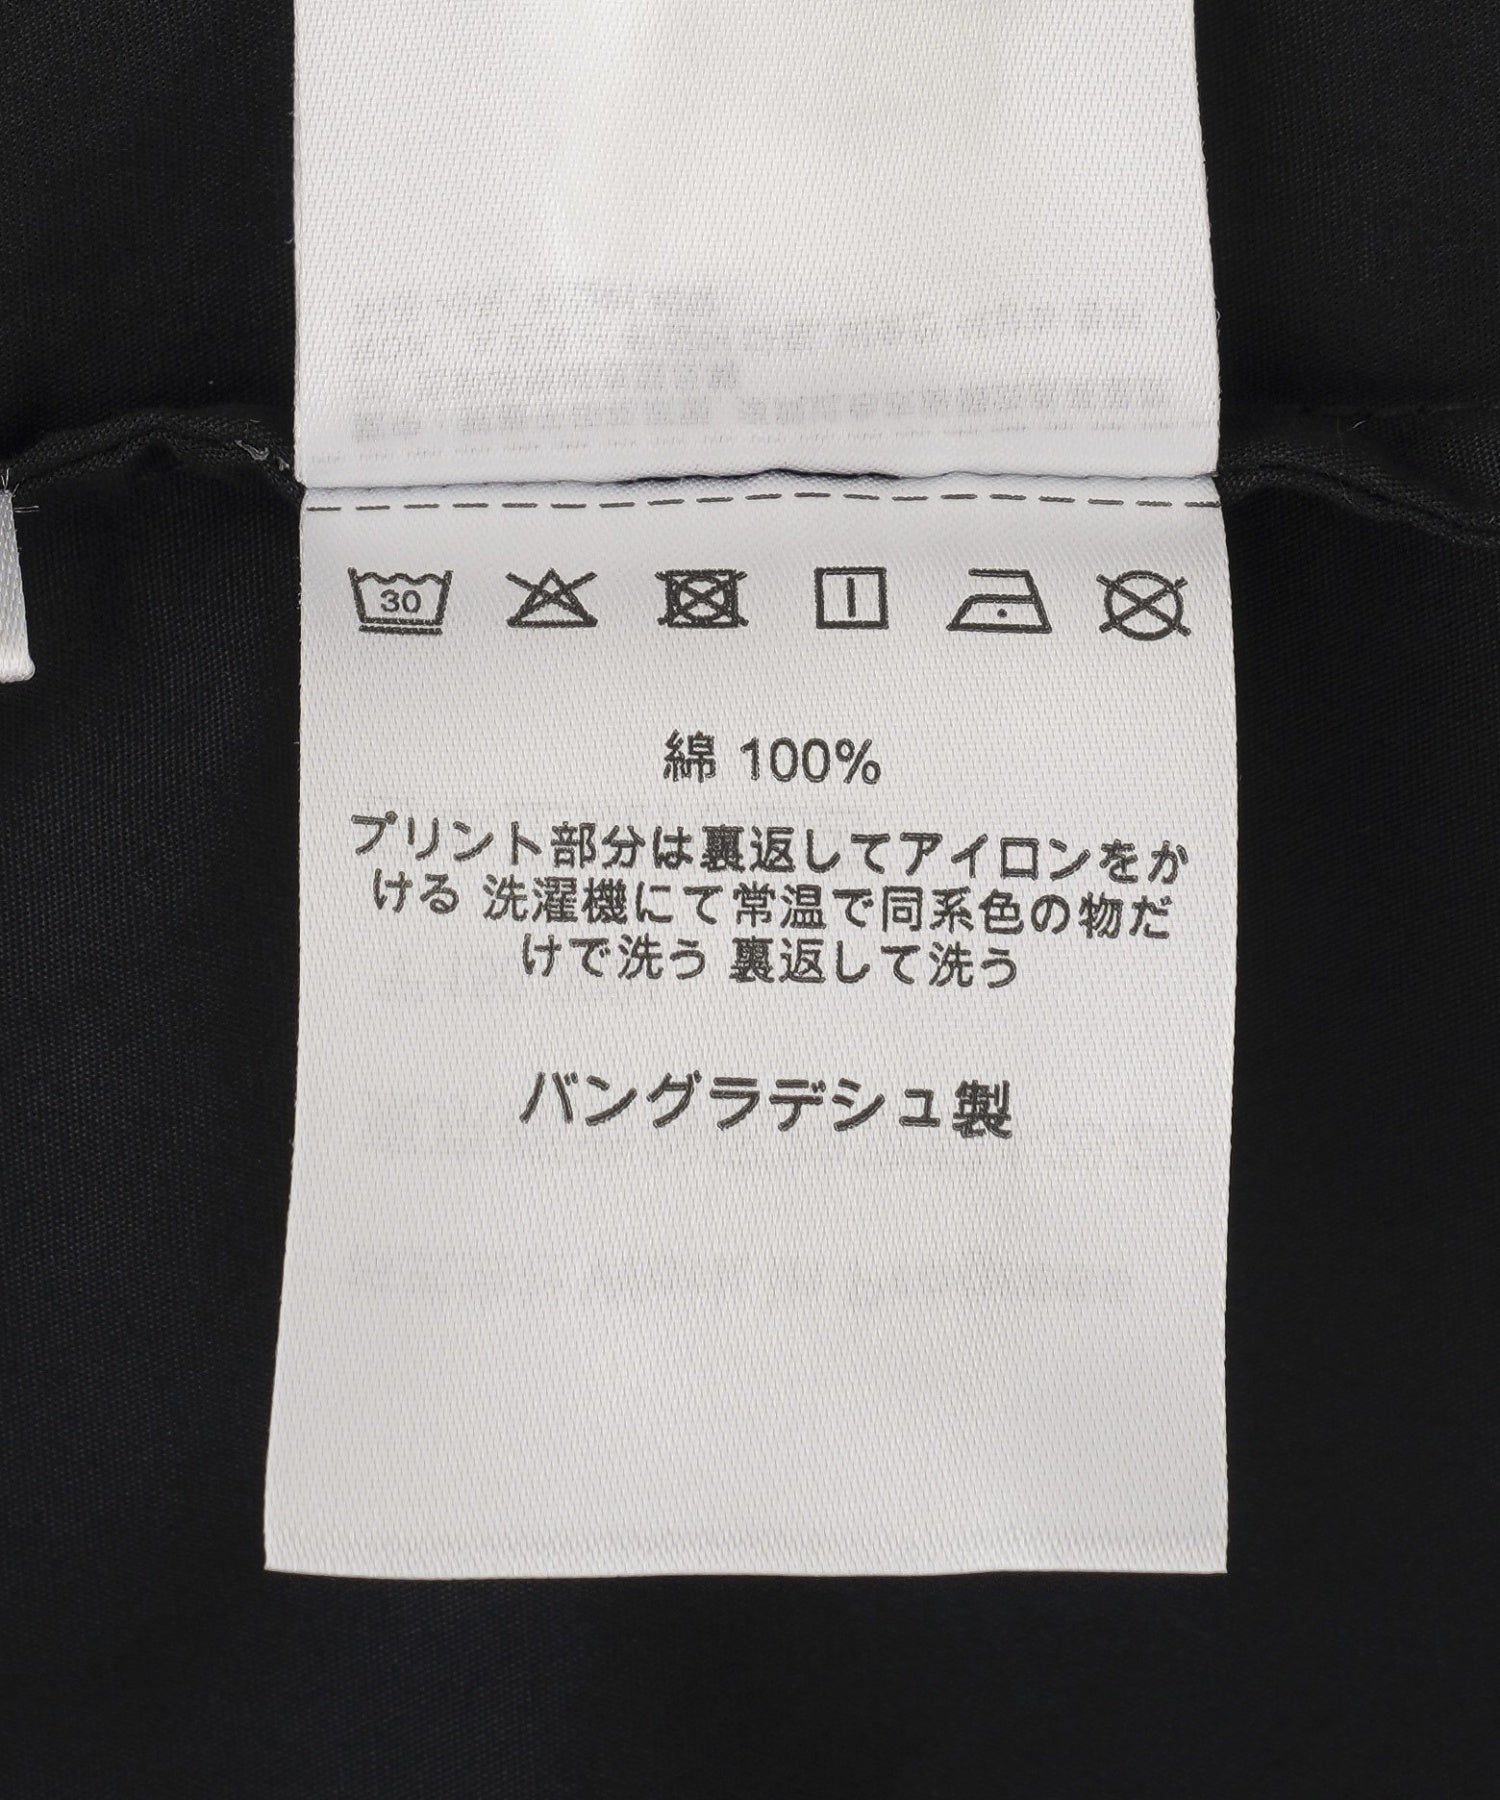 30
綿 100%
プリント部分は裏返してアイロンをか
ける 洗濯機にて常温で同系色の物だ
けで洗う 裏返して洗う
バングラデシュ製